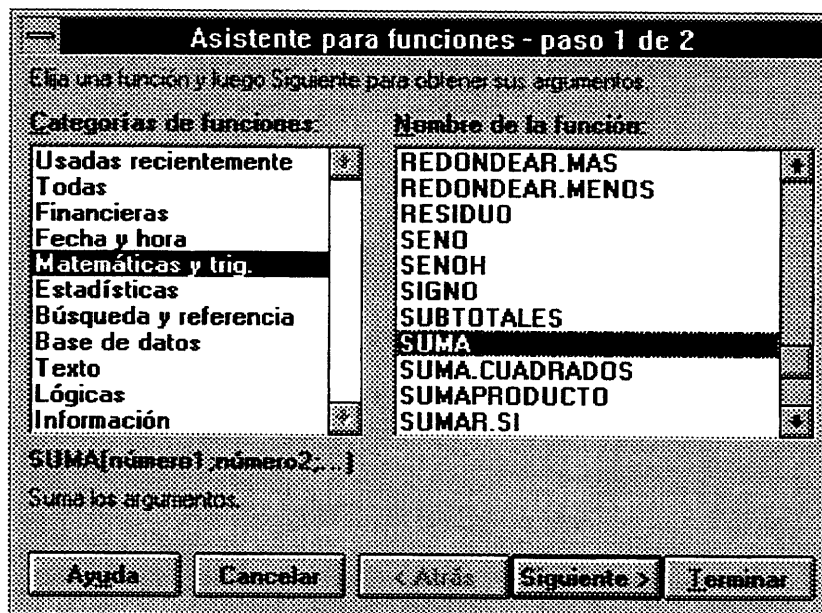 Asistente para funciones - paso 1 de 2
Elija una función y luego Siguiente para obtener sus argumentos.
Categorías de funciones:
Usadas recientemente
Todas
Financieras
Fecha y hora
Matemáticas y trig.
Estadísticas
Búsqueda y referencia
Base de datos
Texto
Lógicas
Información
Nombre de la función:
REDONDEAR.MAS
REDONDEAR.MENOS
RESIDUO
SENO
SENOH
SIGNO
SUBTOTALES
SUMA
SUMA.CUADRADOS
SUMAPRODUCTO
SUMAR.SI
SUMA(número1;número2;...)
Suma los argumentos.
Ayuda Cancelar < Atrás Siguiente > Terminar